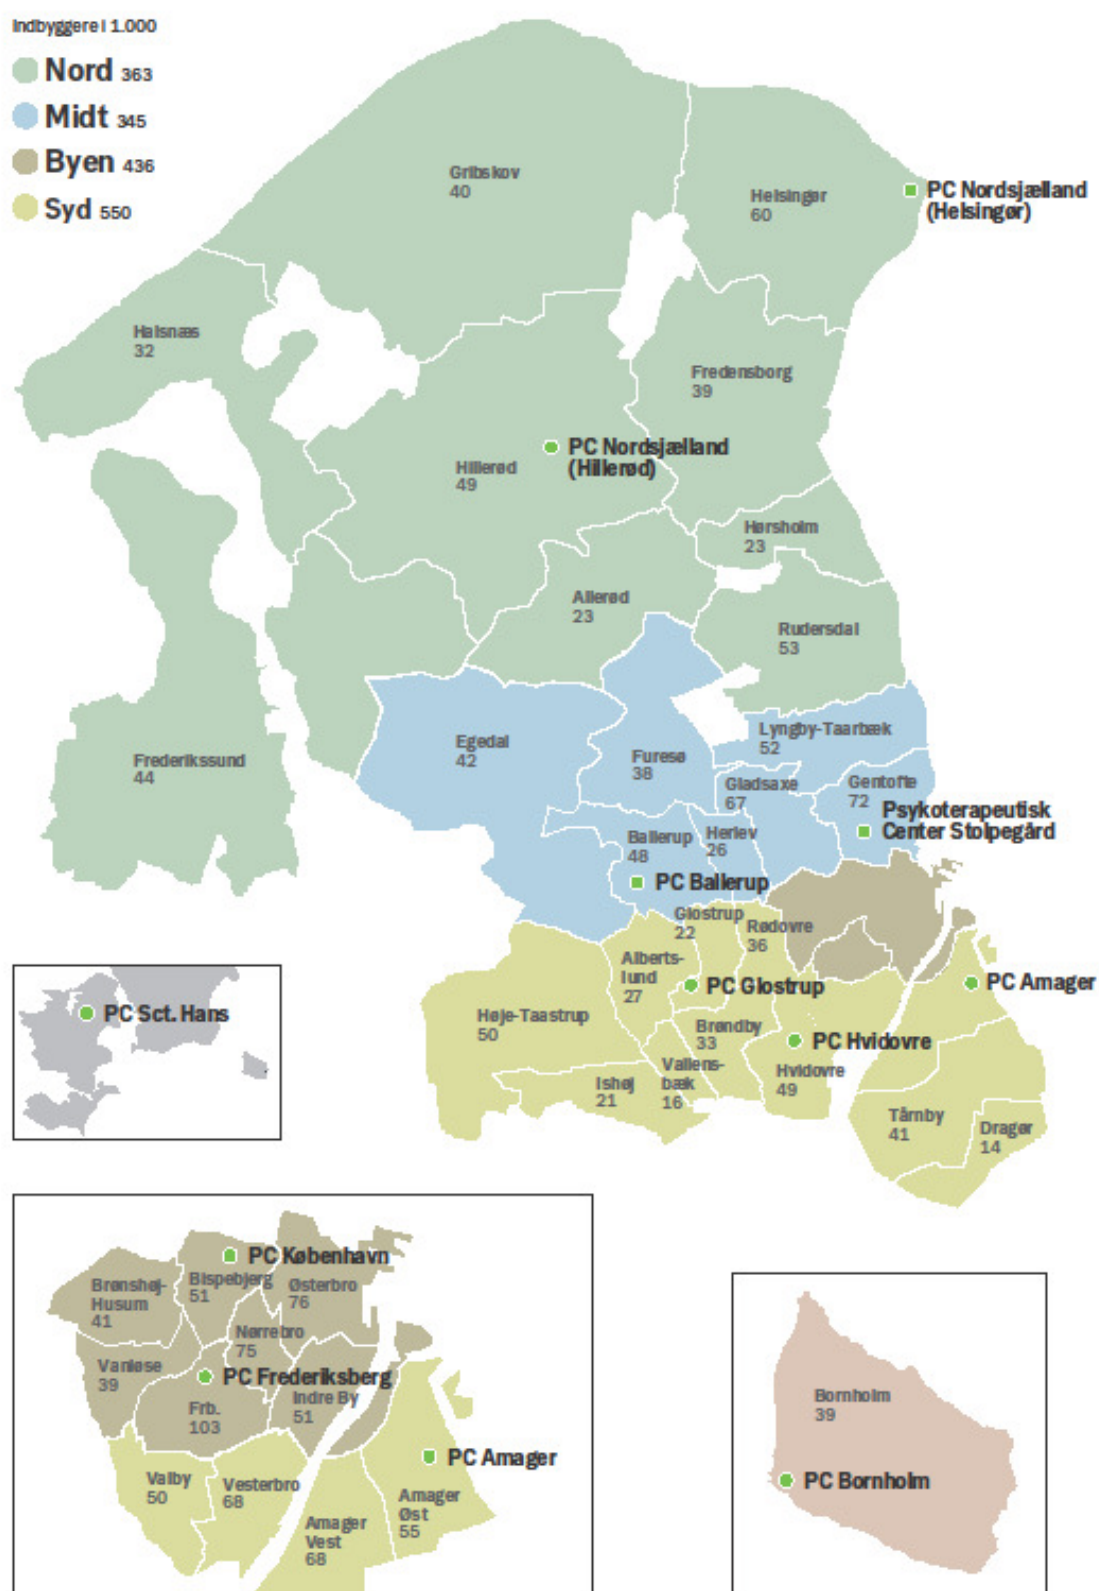 Indbyggere i 1.000
Nord 363
Midt 345
Byen 436
Syd 550
Gribskov
40
Helsingør
60
PC Nordsjælland
(Helsingør)
Halsnæs
32
Fredensborg
39
PC Nordsjælland
(Hillerød)
Hillerød
49
Hørsholm
23
Allerød
23
Rudersdal
53
Frederikssund
44
Egedal
42
Furesø
38
Lyngby-Taarbæk
52
Gladsaxe
67
Gentofte
72
Psykoterapeutisk
Center Stolpegård
Ballerup
48
Herlev
26
PC Ballerup
Glostrup
22
Rødovre
36
Alberts-
lund
27
PC Glostrup
PC Amager
Høje-Taastrup
50
Brøndby
33
PC Hvidovre
Hvidovre
49
Vallens-
bæk
16
Ishøj
21
Tårnby
41
Dragør
14
PC Sct. Hans
PC København
Brønshøj-
Husum
41
Bispebjerg
51
Østerbro
76
Nørrebro
75
Vanløse
39
PC Frederiksberg
Frb.
103
Indre By
51
PC Amager
Valby
50
Vesterbro
68
Amager
Vest
68
Amager
Øst
55
Bornholm
39
PC Bornholm